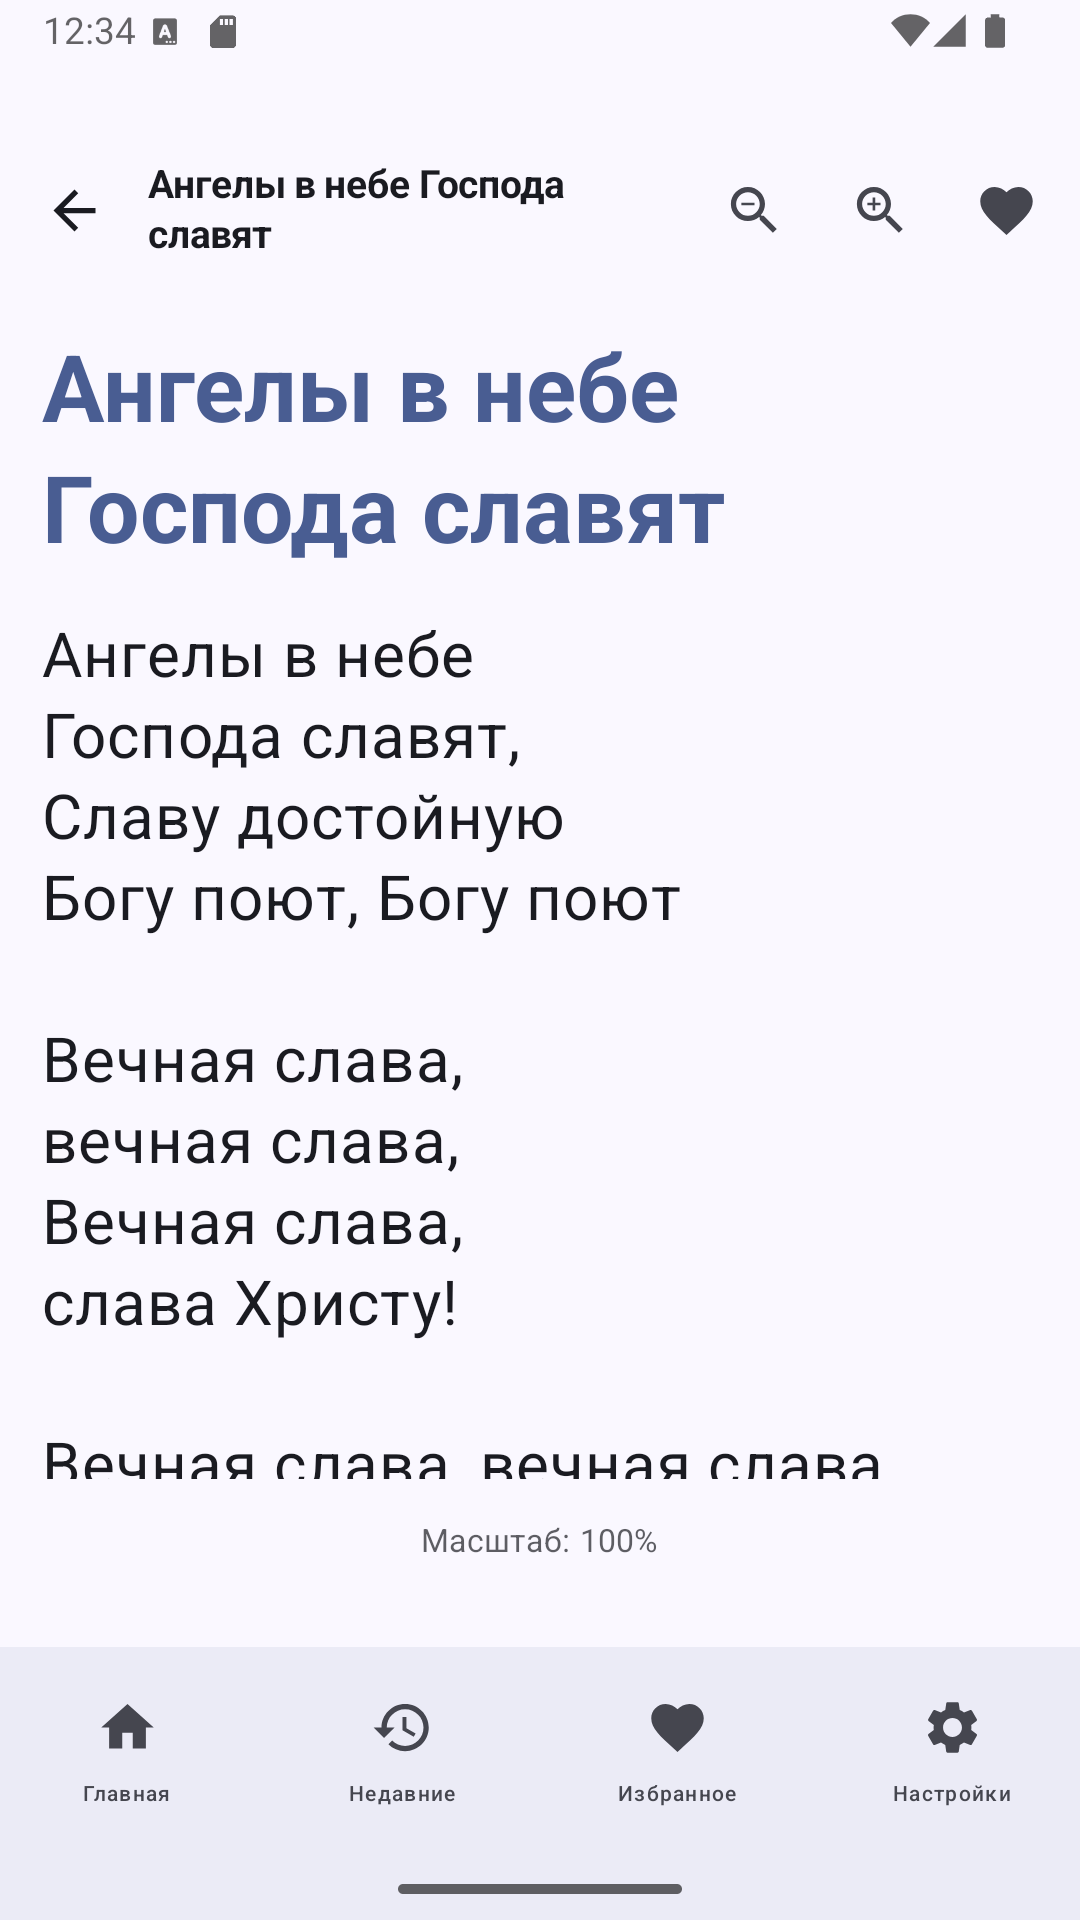 12:34
Ангелы в небе Господа
славят
Ангелы в небе
Господа славят
Ангелы в небе
Господа славят,
Славу достойную
Богу поют, Богу поют
Вечная слава,
вечная слава,
Вечная слава,
слава Христу!
Вечная слава, вечная слава
Масштаб: 100%
Главная
Недавние
Избранное
Настройки